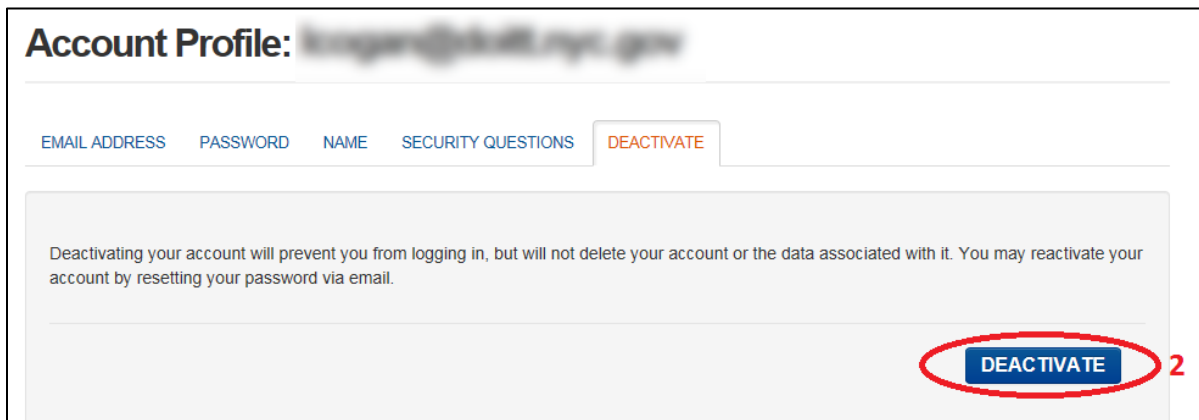 Account Profile:
EMAIL ADDRESS PASSWORD NAME SECURITY QUESTIONS DEACTIVATE
Deactivating your account will prevent you from logging in, but will not delete your account or the data associated with it. You may reactivate your
account by resetting your password via email.
DEACTIVATE 2